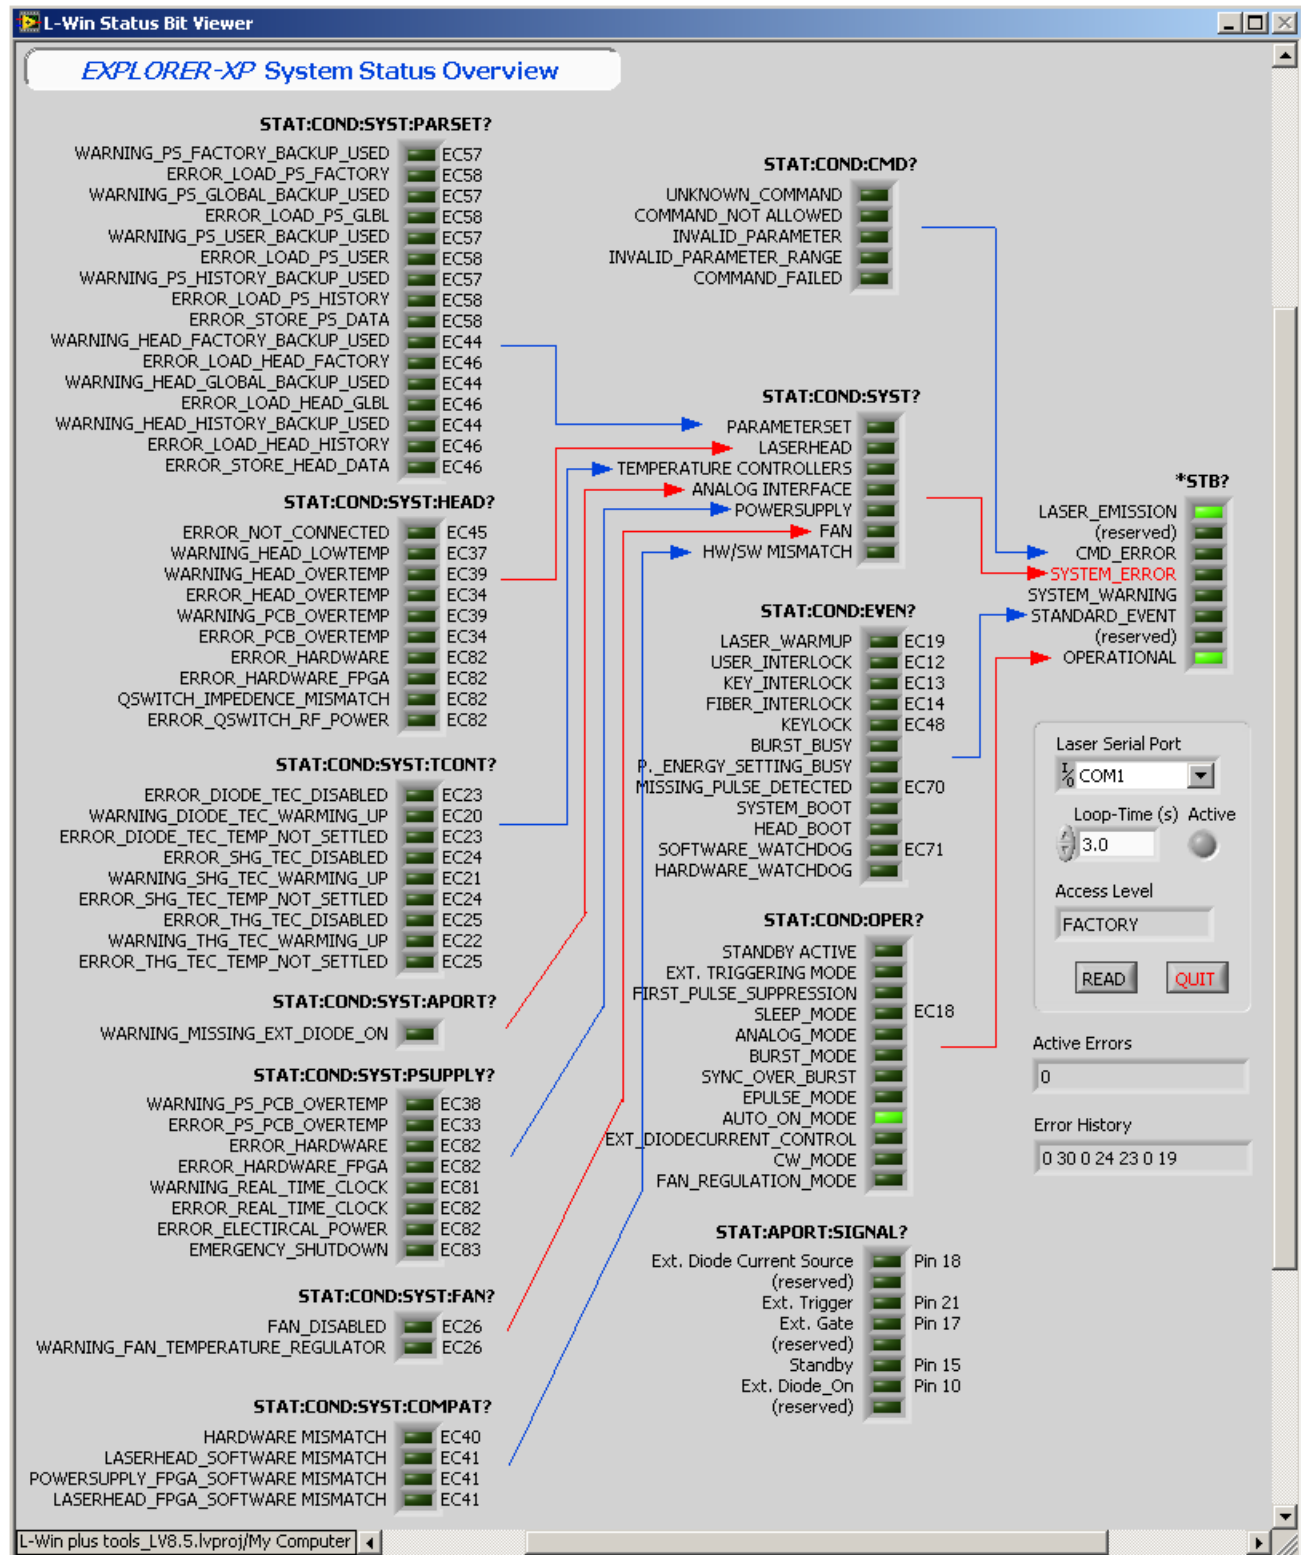 L-Win Status Bit Viewer
EXPLORER-XP System Status Overview
STAT:COND:SYST:PARSET?
WARNING_PS_FACTORY_BACKUP_USED EC57
ERROR_LOAD_PS_FACTORY EC58
WARNING_PS_GLOBAL_BACKUP_USED EC57
ERROR_LOAD_PS_GLBL EC58
WARNING_PS_USER_BACKUP_USED EC57
ERROR_LOAD_PS_USER EC58
WARNING_PS_HISTORY_BACKUP_USED EC57
ERROR_LOAD_PS_HISTORY EC58
ERROR_STORE_PS_DATA EC58
WARNING_HEAD_FACTORY_BACKUP_USED EC44
ERROR_LOAD_HEAD_FACTORY EC46
WARNING_HEAD_GLOBAL_BACKUP_USED EC44
ERROR_LOAD_HEAD_GLBL EC46
WARNING_HEAD_HISTORY_BACKUP_USED EC44
ERROR_LOAD_HEAD_HISTORY EC46
ERROR_STORE_HEAD_DATA EC46
STAT:COND:SYST:HEAD?
ERROR_NOT_CONNECTED EC45
WARNING_HEAD_LOWTEMP EC37
WARNING_HEAD_OVERTEMP EC39
ERROR_HEAD_OVERTEMP EC34
WARNING_PCB_OVERTEMP EC39
ERROR_PCB_OVERTEMP EC34
ERROR_HARDWARE EC82
ERROR_HARDWARE_FPGA EC82
QSWITCH_IMPEDENCE_MISMATCH EC82
ERROR_QSWITCH_RF_POWER EC82
STAT:COND:SYST:TCONT?
ERROR_DIODE_TEC_DISABLED EC23
WARNING_DIODE_TEC_WARMING_UP EC20
ERROR_DIODE_TEC_TEMP_NOT_SETTLED EC23
ERROR_SHG_TEC_DISABLED EC24
WARNING_SHG_TEC_WARMING_UP EC21
ERROR_SHG_TEC_TEMP_NOT_SETTLED EC24
ERROR_THG_TEC_DISABLED EC25
WARNING_THG_TEC_WARMING_UP EC22
ERROR_THG_TEC_TEMP_NOT_SETTLED EC25
STAT:COND:SYST:APORT?
WARNING_MISSING_EXT_DIODE_ON
STAT:COND:SYST:PSUPPLY?
WARNING_PS_PCB_OVERTEMP EC38
ERROR_PS_PCB_OVERTEMP EC33
ERROR_HARDWARE EC82
ERROR_HARDWARE_FPGA EC82
WARNING_REAL_TIME_CLOCK EC81
ERROR_REAL_TIME_CLOCK EC82
ERROR_ELECTIRCAL_POWER EC82
EMERGENCY_SHUTDOWN EC83
STAT:COND:SYST:FAN?
FAN_DISABLED EC26
WARNING_FAN_TEMPERATURE_REGULATOR EC26
STAT:COND:SYST:COMPAT?
HARDWARE MISMATCH EC40
LASERHEAD_SOFTWARE MISMATCH EC41
POWERSUPPLY_FPGA_SOFTWARE MISMATCH EC41
LASERHEAD_FPGA_SOFTWARE MISMATCH EC41
STAT:COND:CMD?
UNKNOWN_COMMAND
COMMAND_NOT ALLOWED
INVALID_PARAMETER
INVALID_PARAMETER_RANGE
COMMAND_FAILED
STAT:COND:SYST?
PARAMETERSET
LASERHEAD
TEMPERATURE CONTROLLERS
ANALOG INTERFACE
POWERSUPPLY
FAN
HW/SW MISMATCH
STAT:COND:EVEN?
LASER_WARMUP EC19
USER_INTERLOCK EC12
KEY_INTERLOCK EC13
FIBER_INTERLOCK EC14
KEYLOCK EC48
BURST_BUSY
P._ENERGY_SETTING_BUSY
MISSING_PULSE_DETECTED EC70
SYSTEM_BOOT
HEAD_BOOT
SOFTWARE_WATCHDOG EC71
HARDWARE_WATCHDOG
STAT:COND:OPER?
STANDBY ACTIVE
EXT. TRIGGERING MODE
FIRST_PULSE_SUPPRESSION
SLEEP_MODE EC18
ANALOG_MODE
BURST_MODE
SYNC_OVER_BURST
EPULSE_MODE
AUTO_ON_MODE
EXT_DIODECURRENT_CONTROL
CW_MODE
FAN_REGULATION_MODE
STAT:APORT:SIGNAL?
Ext. Diode Current Source Pin 18
(reserved)
Ext. Trigger Pin 21
Ext. Gate Pin 17
(reserved)
Standby Pin 15
Ext. Diode_On Pin 10
(reserved)
*STB?
LASER_EMISSION
(reserved)
CMD_ERROR
SYSTEM_ERROR
SYSTEM_WARNING
STANDARD_EVENT
(reserved)
OPERATIONAL
Laser Serial Port
COM1
Loop-Time (s) Active
3.0
Access Level
FACTORY
READ QUIT
Active Errors
0
Error History
0 30 0 24 23 0 19
L-Win plus tools_LV8.5.lvproj/My Computer